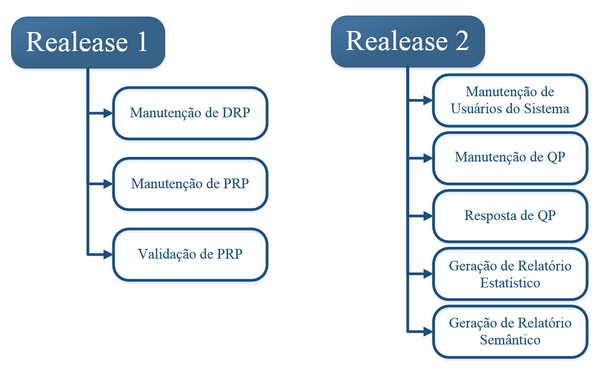 Realease 1
Manutenção de DRP
Manutenção de PRP
Validação de PRP
Realease 2
Manutenção de
Usuários do Sistema
Manutenção de QP
Resposta de QP
Geração de Relatório
Estatístico
Geração de Relatório
Semântico